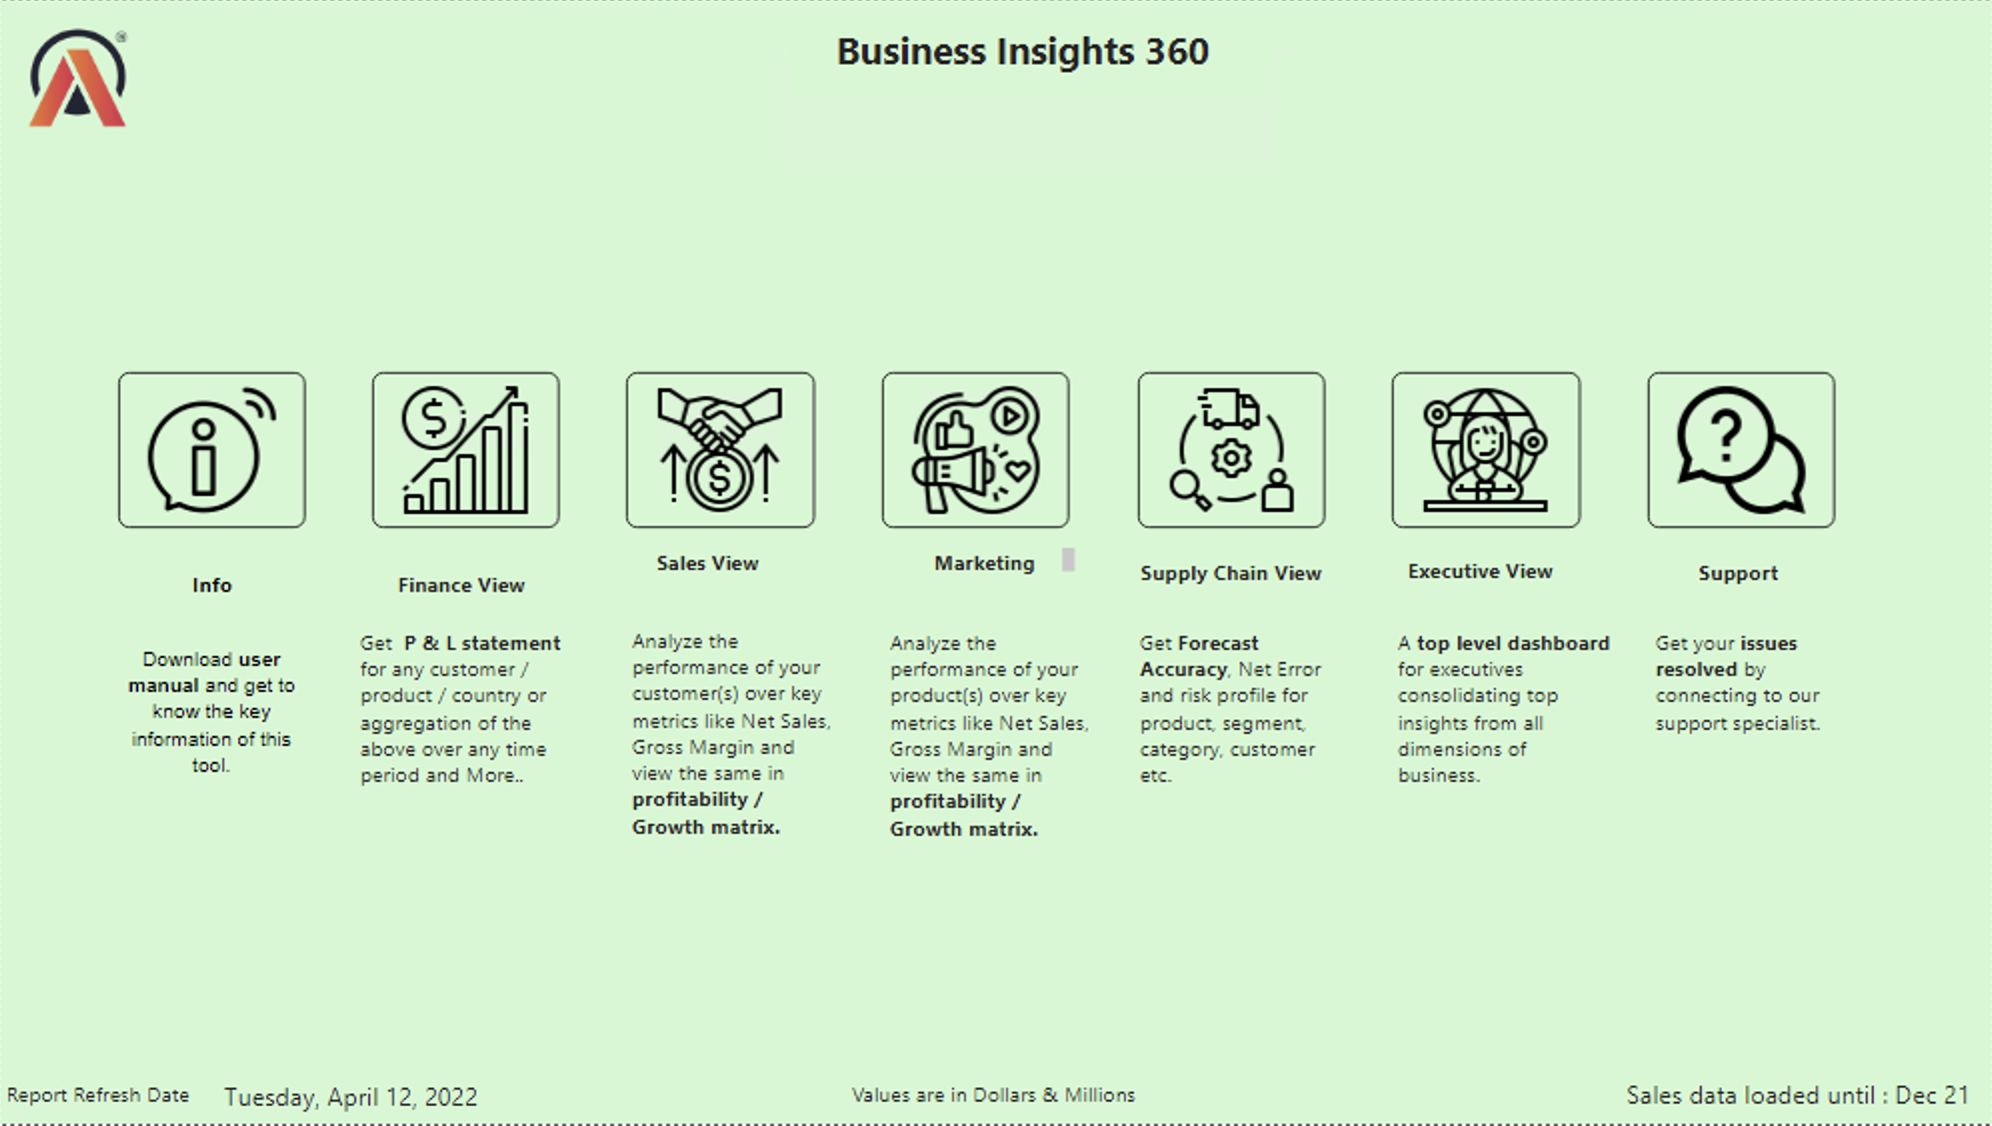 Business Insights 360
Info
Download user
manual and get to
know the key
information of this
tool.
Finance View
Get P & L statement
for any customer /
product / country or
aggregation of the
above over any time
period and More..
Sales View
Analyze the
performance of your
customer(s) over key
metrics like Net Sales,
Gross Margin and
view the same in
profitability /
Growth matrix.
Marketing
Analyze the
performance of your
product(s) over key
metrics like Net Sales,
Gross Margin and
view the same in
profitability /
Growth matrix.
Supply Chain View
Get Forecast
Accuracy, Net Error
and risk profile for
product, segment,
category, customer
etc.
Executive View
A top level dashboard
for executives
consolidating top
insights from all
dimensions of
business.
Support
Get your issues
resolved by
connecting to our
support specialist.
Report Refresh Date Tuesday, April 12, 2022
Values are in Dollars & Millions
Sales data loaded until : Dec 21